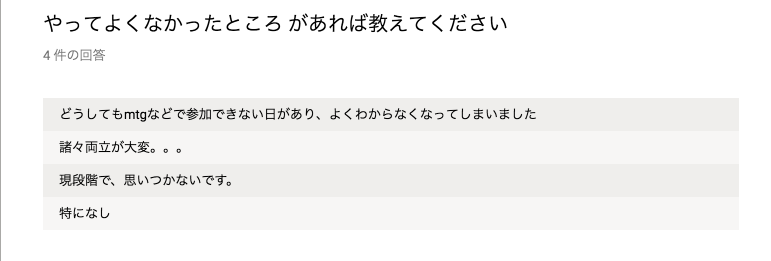 やってよくなかったところ があれば教えてください
4 件の回答
どうしてもmtgなどで参加できない日があり、よくわからなくなってしまいました
諸々両立が大変。。。
現段階で、思いつかないです。
特になし